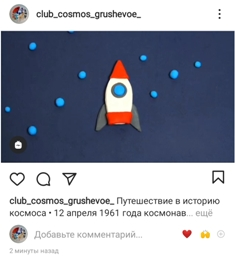 club_cosmos_grushevoe_
club_cosmos_grushevoe_ Путешествие в историю
космоса • 12 апреля 1961 года космонав... ещё
Добавьте комментарий...
2 минуты назад